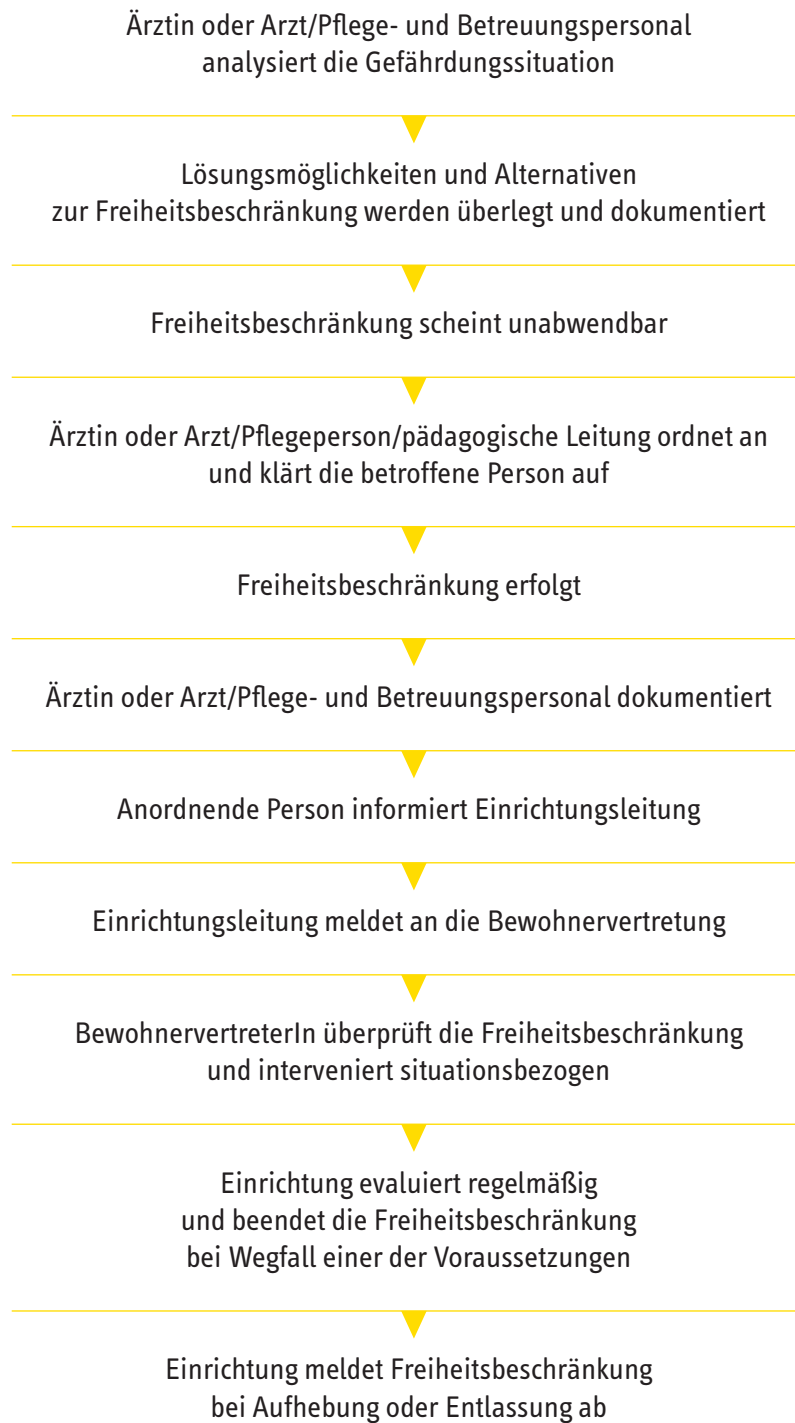 Ärztin oder Arzt/Pflege- und Betreuungspersonal
analysiert die Gefährdungssituation
Lösungsmöglichkeiten und Alternativen
zur Freiheitsbeschränkung werden überlegt und dokumentiert
Freiheitsbeschränkung scheint unabwendbar
Ärztin oder Arzt/Pflegeperson/pädagogische Leitung ordnet an
und klärt die betroffene Person auf
Freiheitsbeschränkung erfolgt
Ärztin oder Arzt/Pflege- und Betreuungspersonal dokumentiert
Anordnende Person informiert Einrichtungsleitung
Einrichtungsleitung meldet an die Bewohnervertretung
BewohnervertreterIn überprüft die Freiheitsbeschränkung
und interveniert situationsbezogen
Einrichtung evaluiert regelmäßig
und beendet die Freiheitsbeschränkung
bei Wegfall einer der Voraussetzungen
Einrichtung meldet Freiheitsbeschränkung
bei Aufhebung oder Entlassung ab